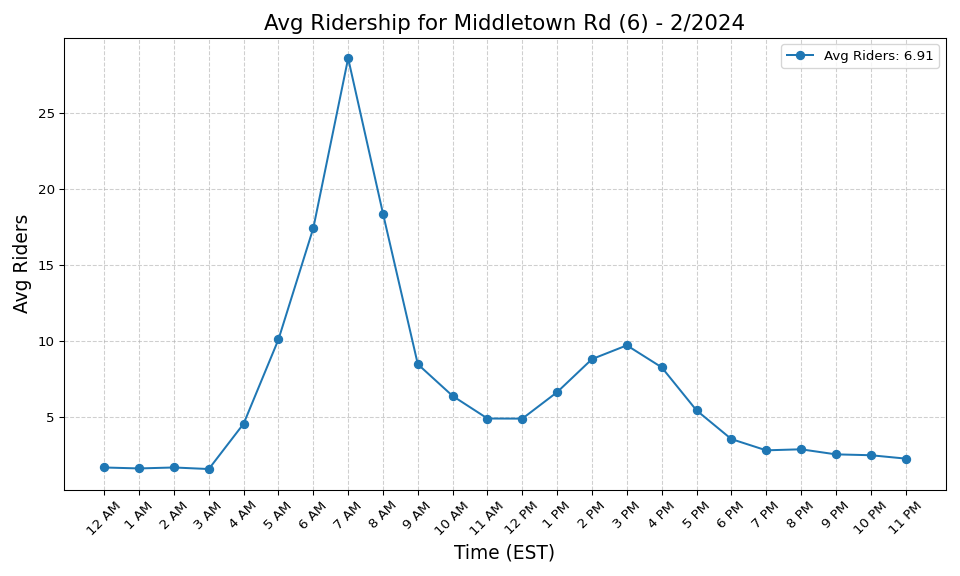 Avg Ridership for Middletown Rd (6) - 2/2024
Avg Riders: 6.91
Avg Riders
25
20
15
10
5
12 AM
1 AM
2 AM
3 AM
4 AM
5 AM
6 AM
7 AM
8 AM
9 AM
10 AM
11 AM
12 PM
1 PM
2 PM
3 PM
4 PM
5 PM
6 PM
7 PM
8 PM
9 PM
10 PM
11 PM
Time (EST)